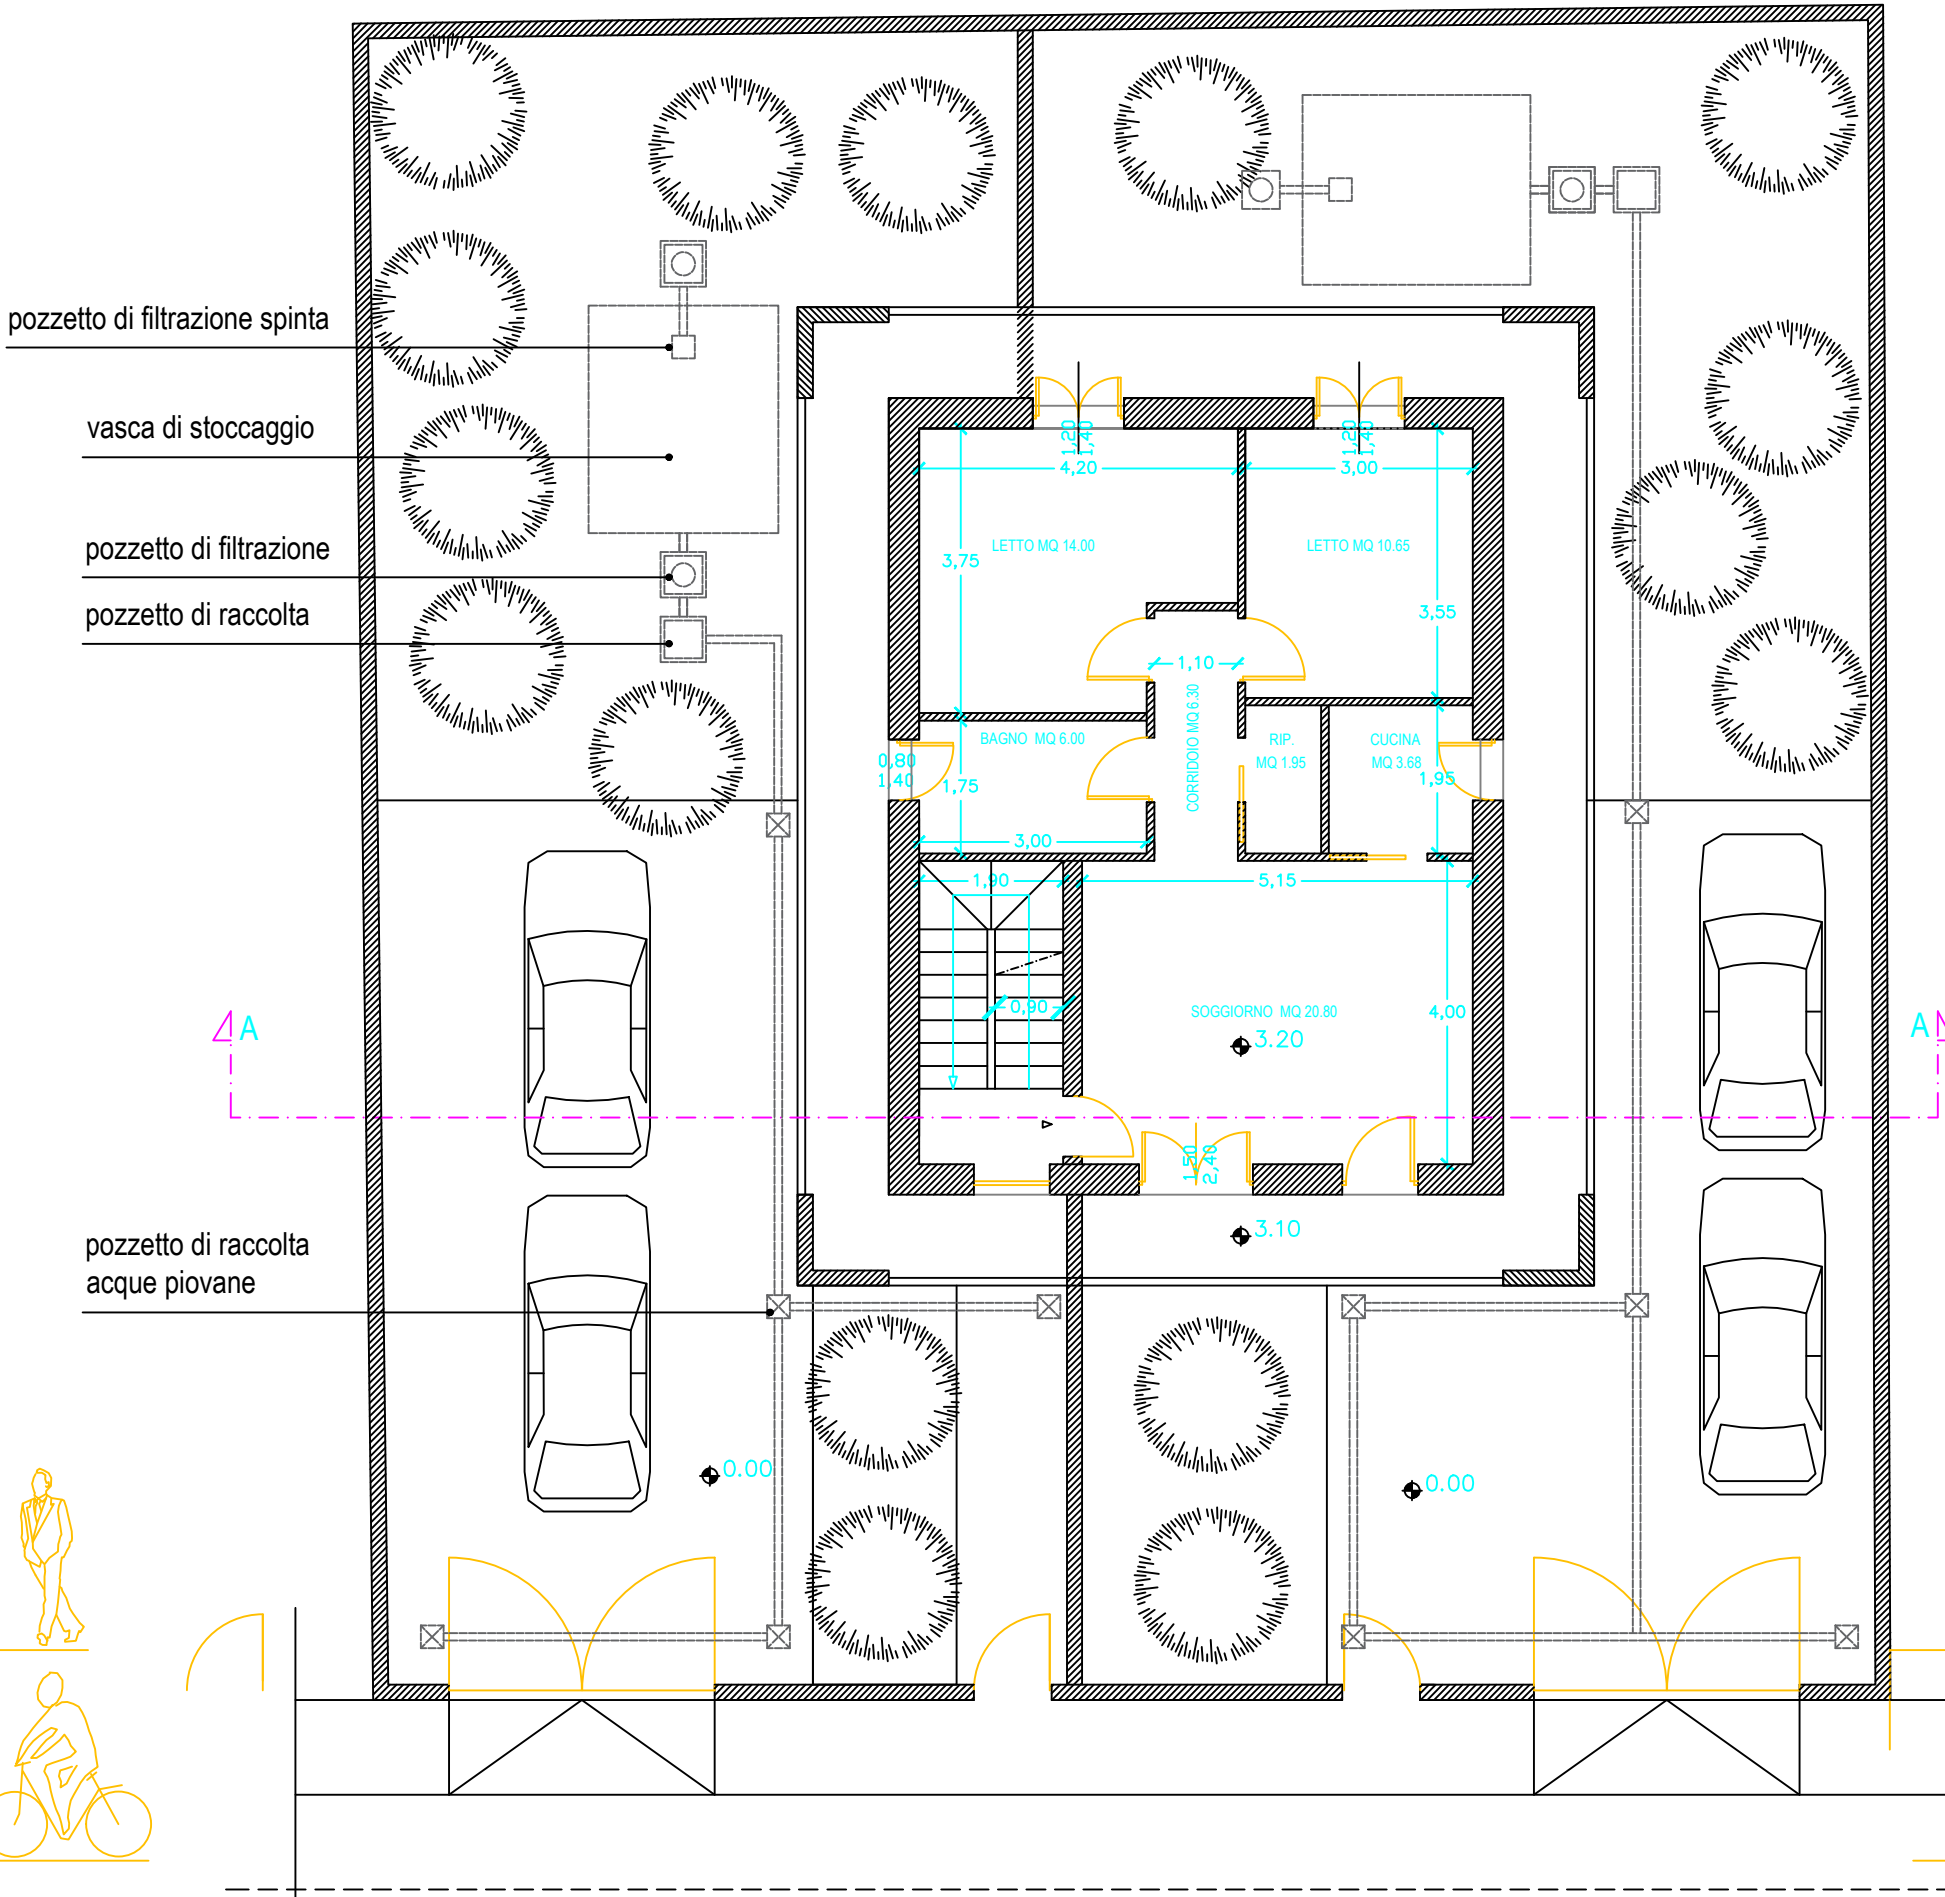 pozzetto di filtrazione spinta
vasca di stoccaggio
pozzetto di filtrazione
pozzetto di raccolta
pozzetto di raccolta
acque piovane
1,20
1,40
1,20
1,40
4,20
3,00
LETTO MQ 14.00
LETTO MQ 10.65
3,75
3,55
1,10
CORRIDOIO MQ 6.30
BAGNO MQ 6.00
RIP.
MQ 1.95
CUCINA
MQ 3.68
0,80
1,40
1,75
1,95
3,00
1,90
5,15
0,90
SOGGIORNO MQ 20.80
3.20
4,00
A
A
1,50
2,40
3.10
0.00
0.00